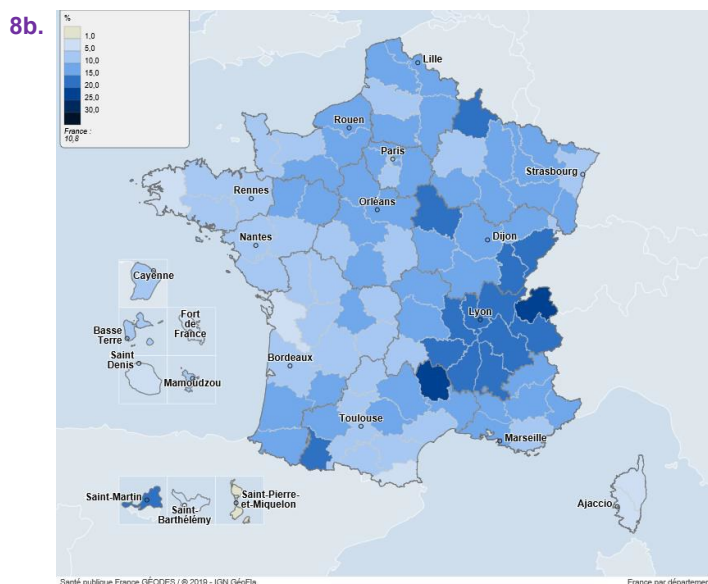 8b.
%
1,0
5,0
10,0
15,0
20,0
25,0
30,0
France :
10,8
Lille
Rouen
Paris
Strasbourg
Rennes
Orléans
Nantes
Dijon
Cayenne
Lyon
Basse
Terre
Fort
de
France
Saint
Denis
Mamoudzou
Bordeaux
Toulouse
Marseille
Saint-Martin
Saint-
Barthélémy
Saint-Pierre
et-Miquelon
Ajaccio
Santé publique France GÉODES / © 2019 - IGN GéoFla
France par département